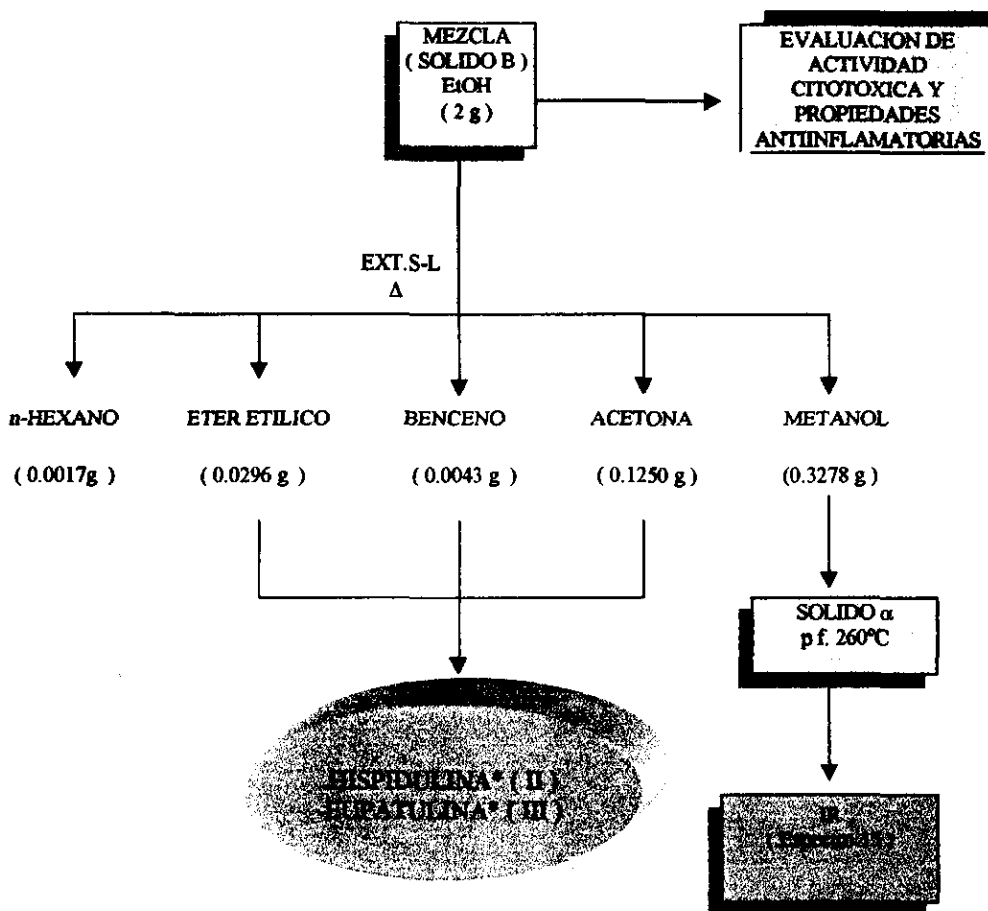 MEZCLA
( SOLIDO B )
EtOH
( 2 g )
EVALUACION DE
ACTIVIDAD
CITOTOXICA Y
PROPIEDADES
ANTIINFLAMATORIAS
EXT.S-L
Δ
n-HEXANO
ETER ETILICO
BENCENO
ACETONA
METANOL
( 0.0017g )
( 0.0296 g )
( 0.0043 g )
( 0.1250 g )
(0.3278 g)
SOLIDO α
p f. 260ºC
HISPIDULINA* ( II )
EUPATULINA* ( III )
IR